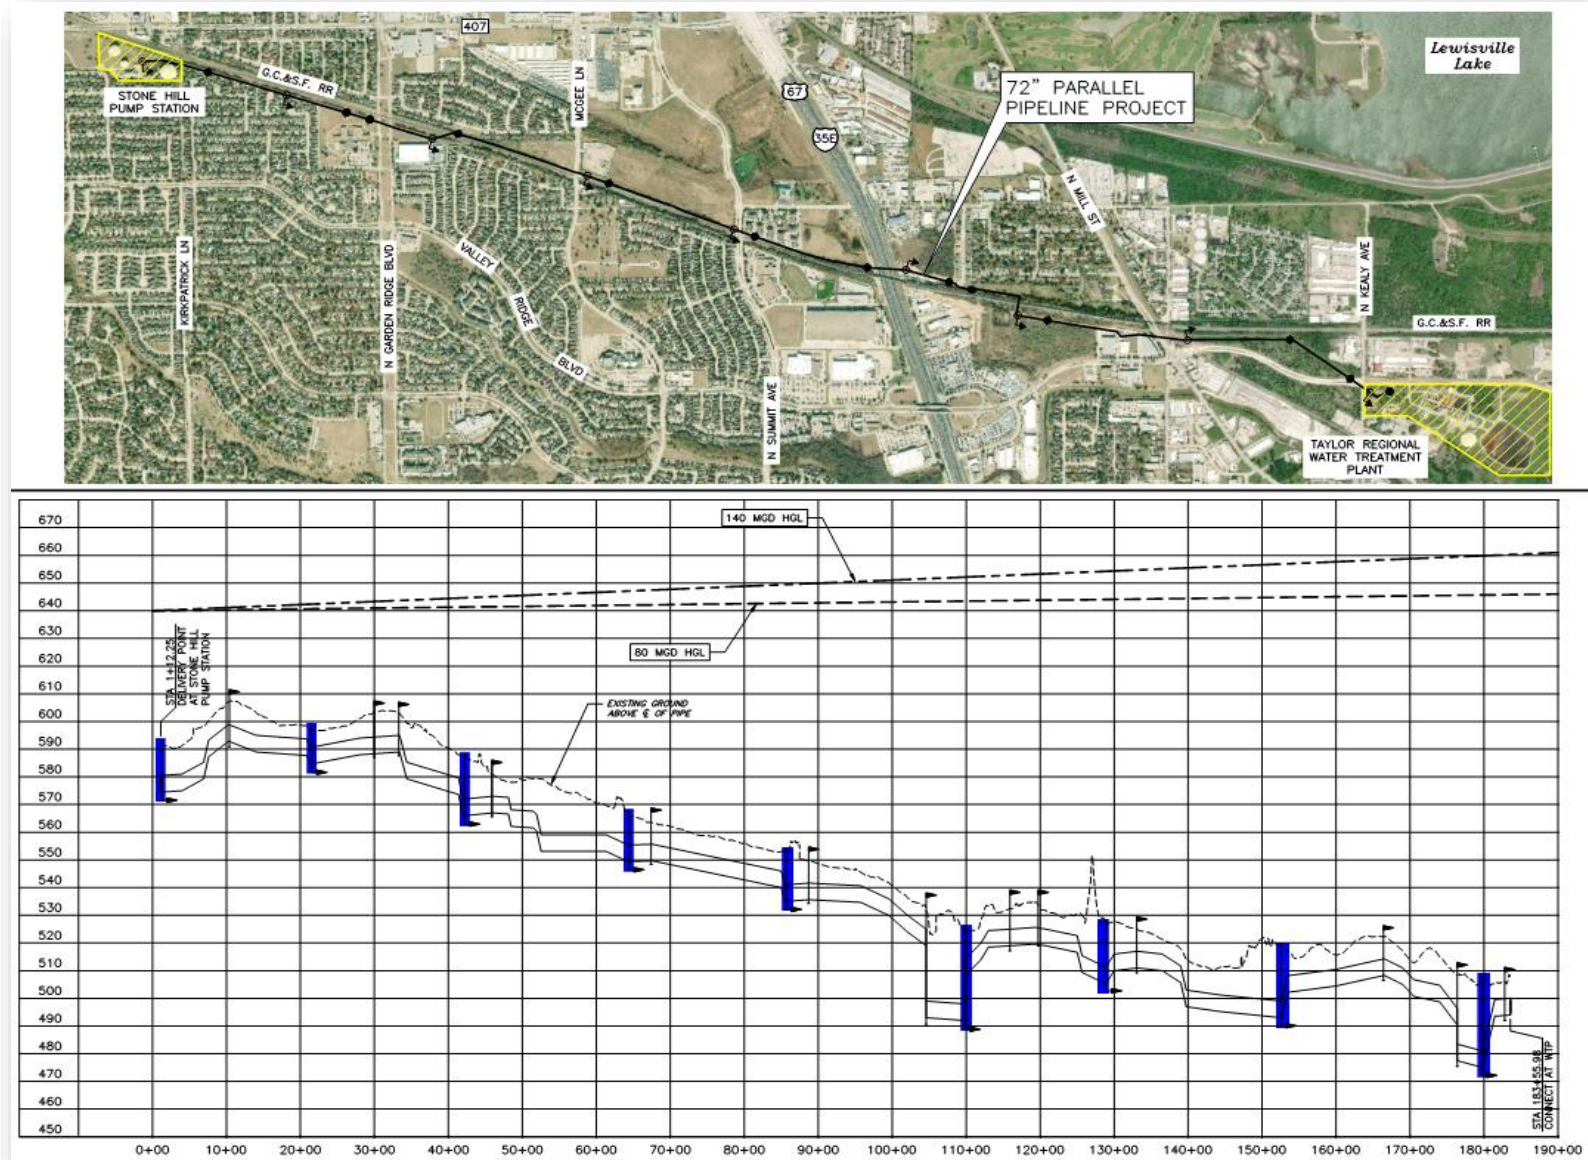 407
Lewisville
Lake
G.C.&S.F. RR
MCGEE LN
67
72" PARALLEL
PIPELINE PROJECT
STONE HILL
PUMP STATION
35E
N MILL ST
KIRKPATRICK LN
N GARDEN RIDGE BLVD
VALLEY
RIDGE
BLVD
N KEALY AVE
G.C.&S.F. RR
N SUMMIT AVE
TAYLOR REGIONAL
WATER TREATMENT
PLANT
670
660
650
640
630
620
610
600
590
580
570
560
550
540
530
520
510
500
490
480
470
460
450
140 MGD HGL
80 MGD HGL
STA 1+12.25
DELIVERY POINT
AT STONE HILL
PUMP STATION
EXISTING GROUND
ABOVE ℄ OF PIPE
STA 183+55.98
CONNECT AT WTP
0+00 10+00 20+00 30+00 40+00 50+00 60+00 70+00 80+00 90+00 100+00 110+00 120+00 130+00 140+00 150+00 160+00 170+00 180+00 190+00